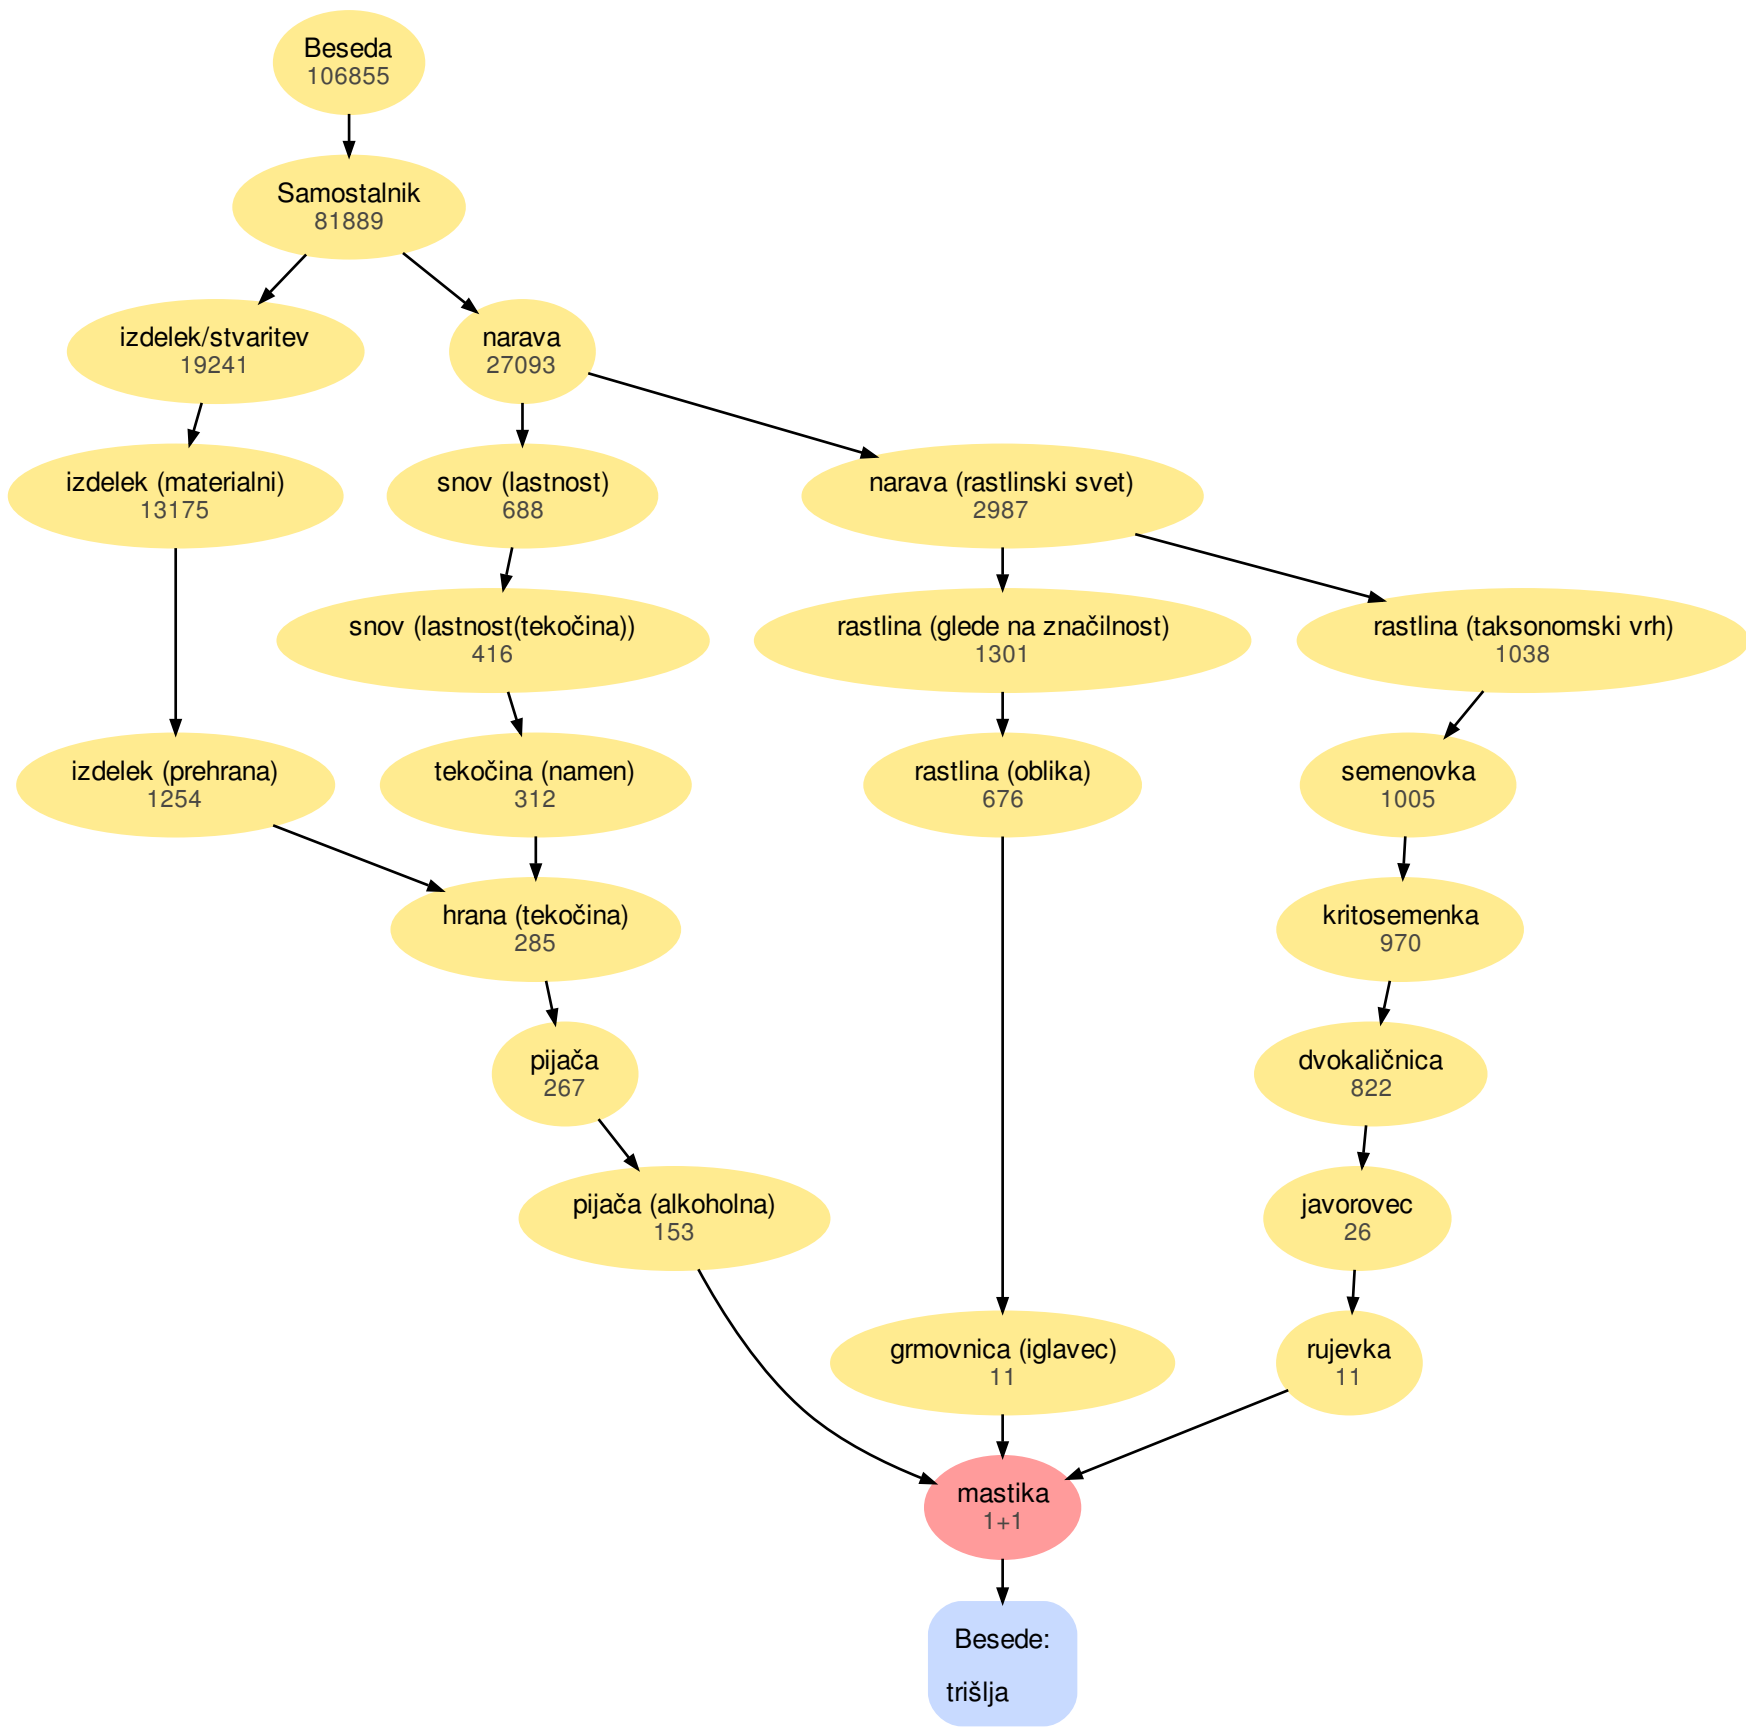 Beseda
106855
Samostalnik
81889
izdelek/stvaritev
19241
narava
27093
izdelek (materialni)
13175
snov (lastnost)
688
narava (rastlinski svet)
2987
snov (lastnost(tekočina))
416
rastlina (glede na značilnost)
1301
rastlina (taksonomski vrh)
1038
izdelek (prehrana)
1254
tekočina (namen)
312
rastlina (oblika)
676
semenovka
1005
hrana (tekočina)
285
kritosemenka
970
pijača
267
dvokaličnica
822
pijača (alkoholna)
153
javorovec
26
grmovnica (iglavec)
11
rujevka
11
mastika
1+1
Besede:
trišlja